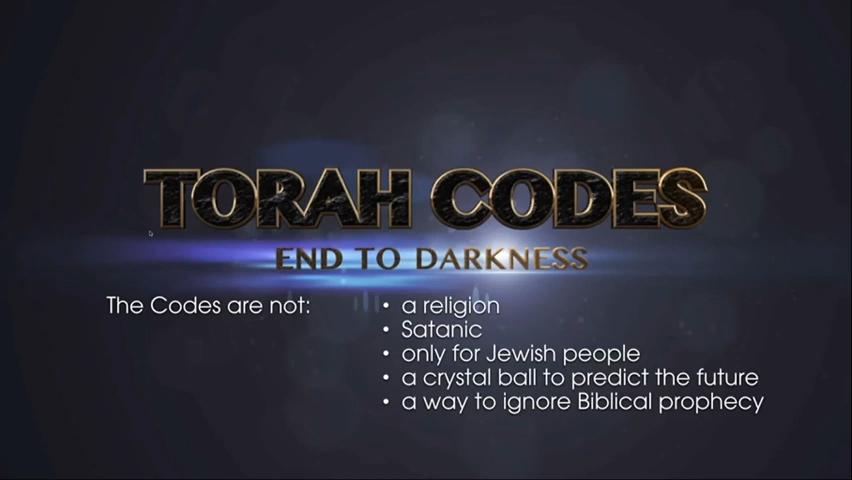 TORAH CODES
END TO DARKNESS
The Codes are not:
• a religion
• Satanic
• only for Jewish people
• a crystal ball to predict the future
• a way to ignore Biblical prophecy